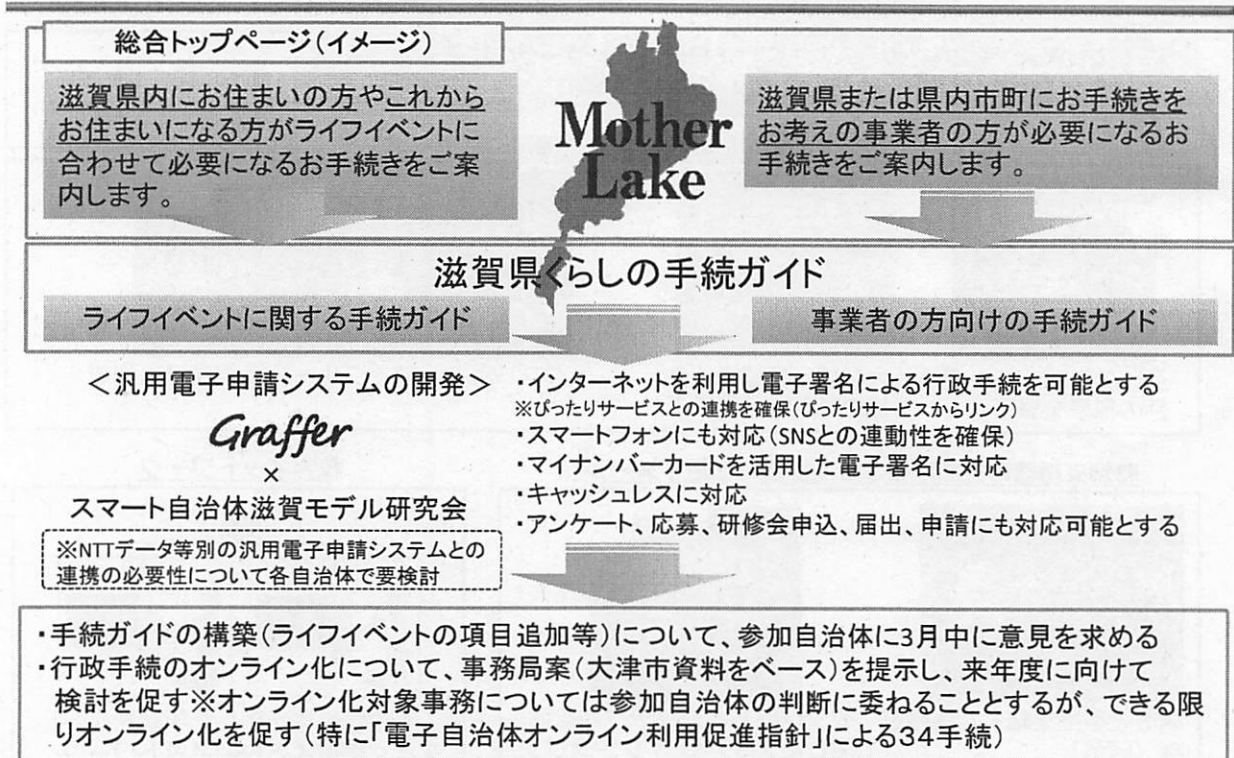 総合トップページ(イメージ)
滋賀県内にお住まいの方やこれから
お住まいになる方がライフイベントに
合わせて必要になるお手続きをご案
内します。
Mother
Lake
滋賀県または県内市町にお手続きを
お考えの事業者の方が必要になるお
手続きをご案内します。
滋賀県くらしの手続ガイド
ライフイベントに関する手続ガイド
事業者の方向けの手続ガイド
<汎用電子申請システムの開発>
Graffer
×
スマート自治体滋賀モデル研究会
※NTTデータ等別の汎用電子申請システムとの
連携の必要性について各自治体で要検討
・インターネットを利用し電子署名による行政手続を可能とする
※ぴったりサービスとの連携を確保(ぴったりサービスからリンク)
・スマートフォンにも対応(SNSとの連動性を確保)
・マイナンバーカードを活用した電子署名に対応
・キャッシュレスに対応
・アンケート、応募、研修会申込、届出、申請にも対応可能とする
・手続ガイドの構築(ライフイベントの項目追加等)について、参加自治体に3月中に意見を求める
・行政手続のオンライン化について、事務局案(大津市資料をベース)を提示し、来年度に向けて
検討を促す※オンライン化対象事務については参加自治体の判断に委ねることとするが、できる限
りオンライン化を促す(特に「電子自治体オンライン利用促進指針」による34手続)